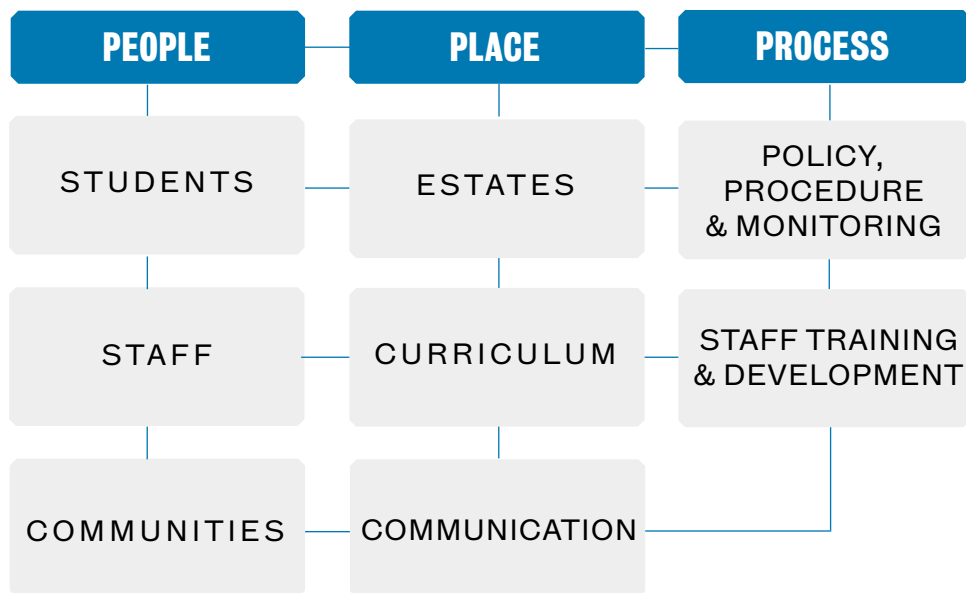 PEOPLE
PLACE
PROCESS
STUDENTS
ESTATES
POLICY,
PROCEDURE
& MONITORING
STAFF
CURRICULUM
STAFF TRAINING
& DEVELOPMENT
COMMUNITIES
COMMUNICATION